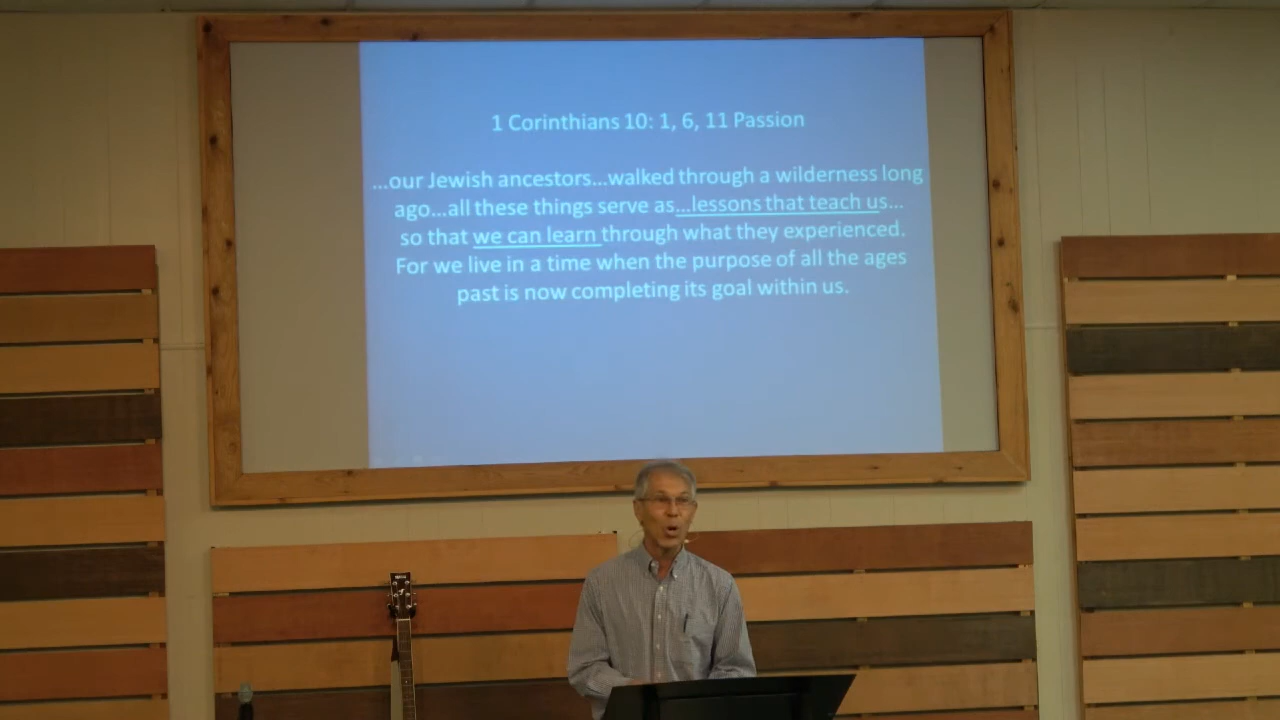 1 Corinthians 10: 1, 6, 11 Passion
...our Jewish ancestors...walked through a wilderness long
ago...all these things serve as...lessons that teach us...
so that we can learn through what they experienced.
For we live in a time when the purpose of all the ages
past is now completing its goal within us.